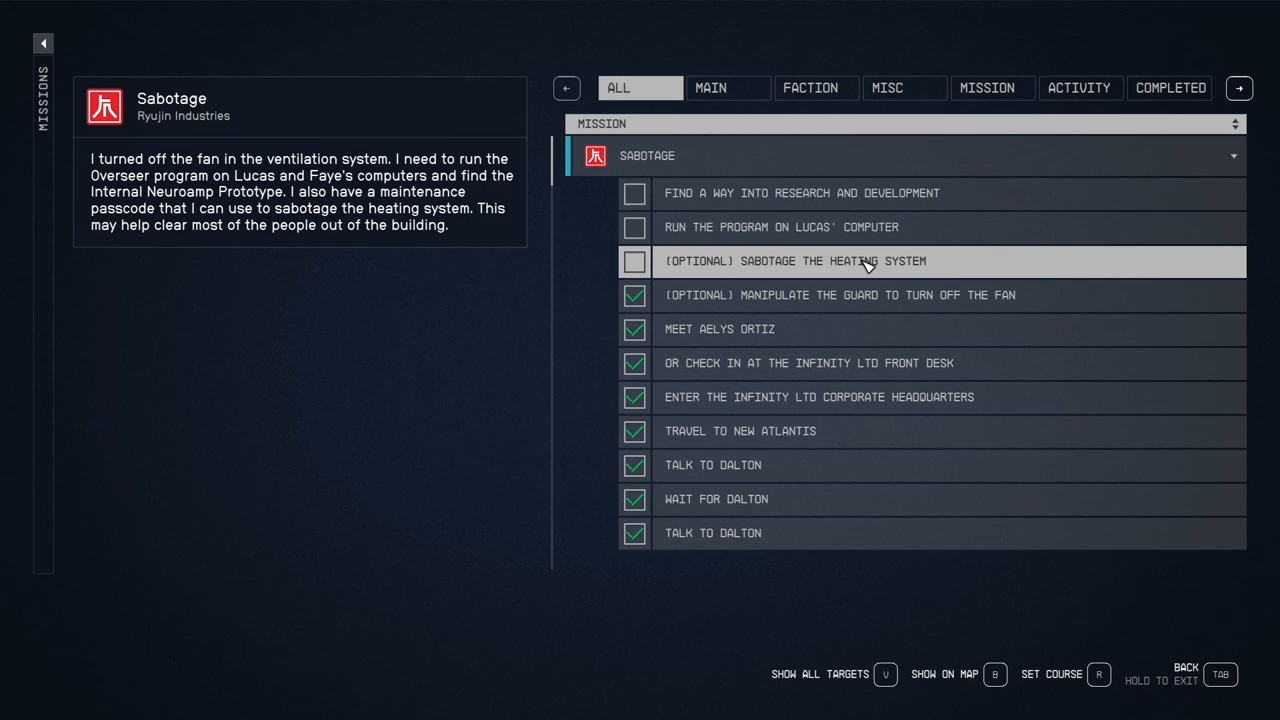 MISSIONS
Sabotage
Ryujin Industries
I turned off the fan in the ventilation system. I need to run the
Overseer program on Lucas and Faye's computers and find the
Internal Neuroamp Prototype. I also have a maintenance
passcode that I can use to sabotage the heating system. This
may help clear most of the people out of the building.
ALL MAIN FACTION MISC MISSION ACTIVITY COMPLETED
MISSION
SABOTAGE
FIND A WAY INTO RESEARCH AND DEVELOPMENT
RUN THE PROGRAM ON LUCAS' COMPUTER
[OPTIONAL] SABOTAGE THE HEATING SYSTEM
[OPTIONAL] MANIPULATE THE GUARD TO TURN OFF THE FAN
MEET AELYS ORTIZ
OR CHECK IN AT THE INFINITY LTD FRONT DESK
ENTER THE INFINITY LTD CORPORATE HEADQUARTERS
TRAVEL TO NEW ATLANTIS
TALK TO DALTON
WAIT FOR DALTON
TALK TO DALTON
SHOW ALL TARGETS V SHOW ON MAP B SET COURSE R BACK TAB
HOLD TO EXIT